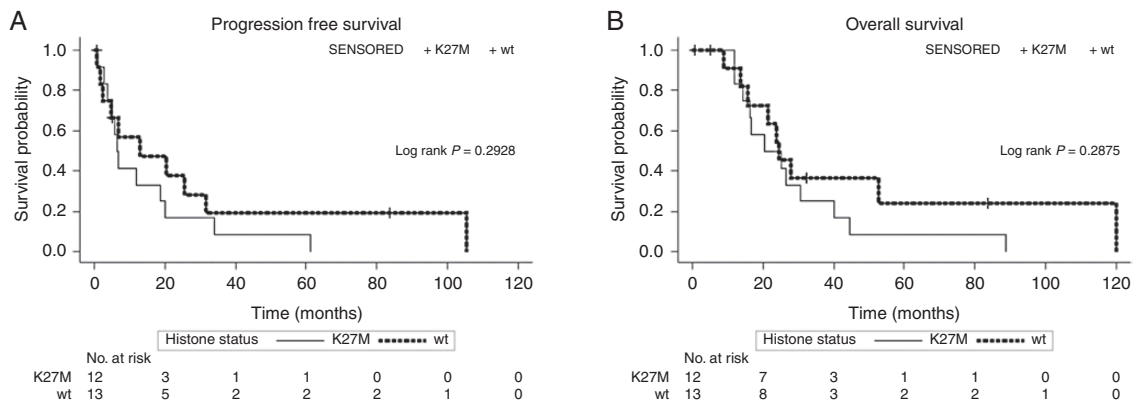 A
Progression free survival
SENSORED + K27M + wt
1.0
0.8
0.6
0.4
0.2
0.0
Survival probability
Log rank P = 0.2928
0 20 40 60 80 100 120
Time (months)
Histone status K27M wt
No. at risk
K27M 12 3 1 1 0 0 0
wt 13 5 2 2 2 1 0
B
Overall survival
SENSORED + K27M + wt
1.0
0.8
0.6
0.4
0.2
0.0
Survival probability
Log rank P = 0.2875
0 20 40 60 80 100 120
Time (months)
Histone status K27M wt
No. at risk
K27M 12 7 3 1 1 0 0
wt 13 8 3 2 2 1 0